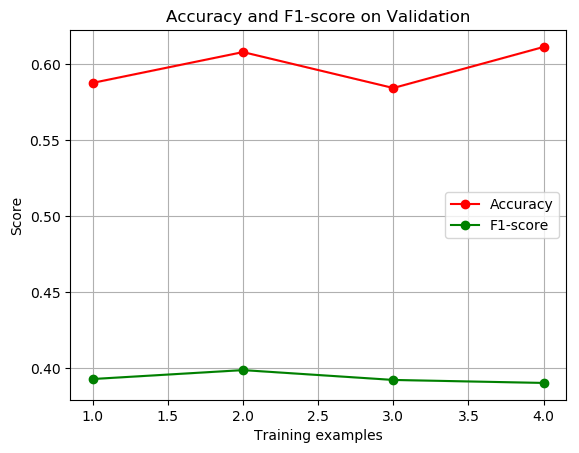 Accuracy and F1-score on Validation
Score
0.60
0.55
0.50
0.45
0.40
Accuracy
F1-score
1.0 1.5 2.0 2.5 3.0 3.5 4.0
Training examples